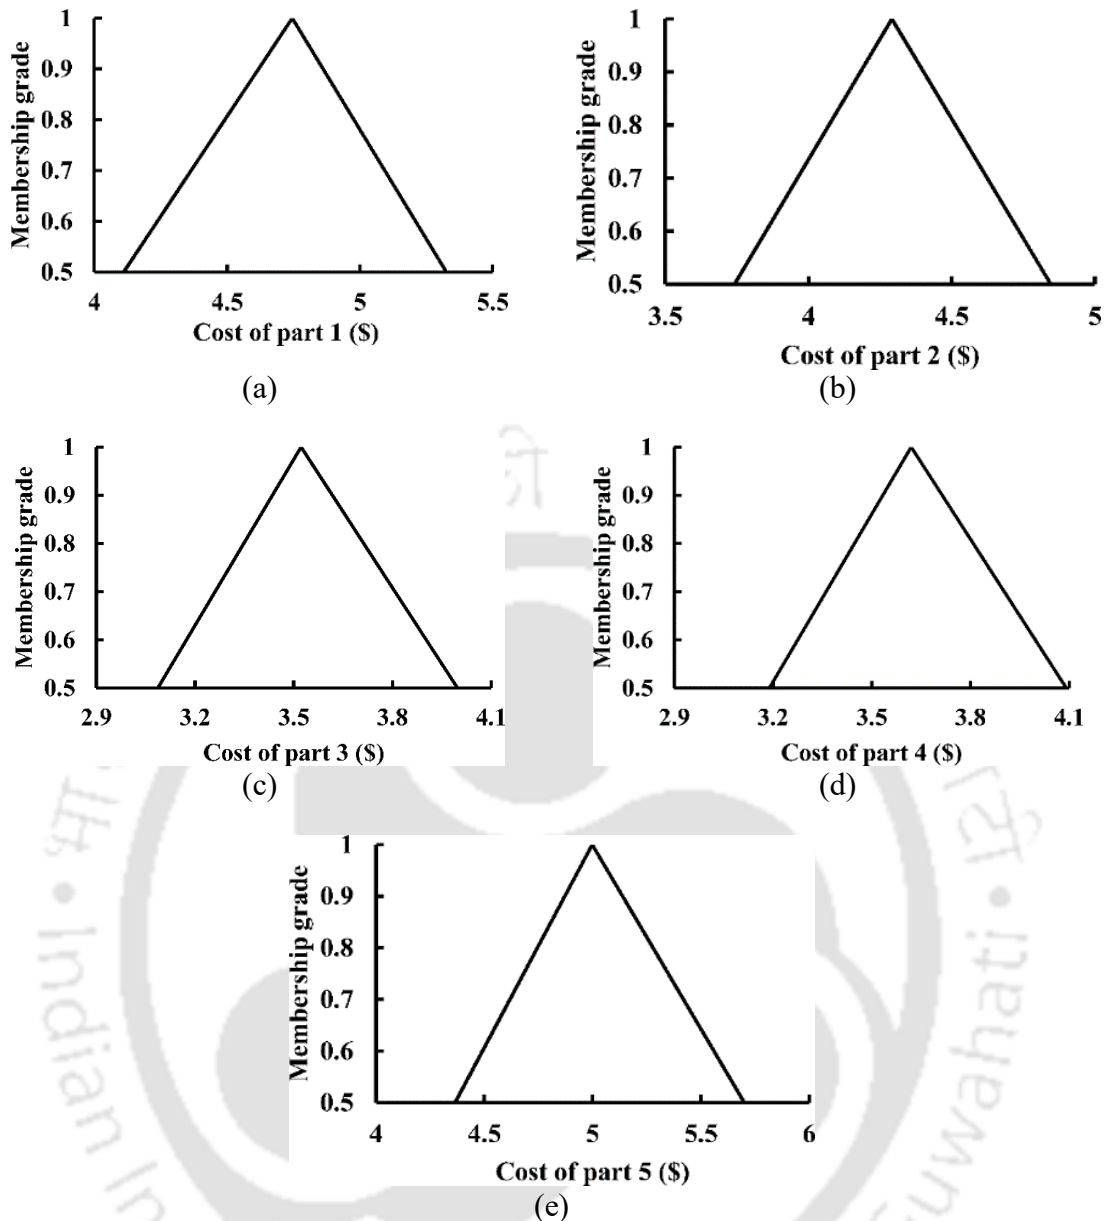 1
0.9
0.8
0.7
0.6
0.5
Membership grade
4 4.5 5 5.5
Cost of part 1 ($)
(a)
1
0.9
0.8
0.7
0.6
0.5
Membership grade
3.5 4 4.5 5
Cost of part 2 ($)
(b)
1
0.9
0.8
0.7
0.6
0.5
Membership grade
2.9 3.2 3.5 3.8 4.1
Cost of part 3 ($)
(c)
1
0.9
0.8
0.7
0.6
0.5
Membership grade
2.9 3.2 3.5 3.8 4.1
Cost of part 4 ($)
(d)
1
0.9
0.8
0.7
0.6
0.5
Membership grade
4 4.5 5 5.5 6
Cost of part 5 ($)
(e)
Indian In
uwahati